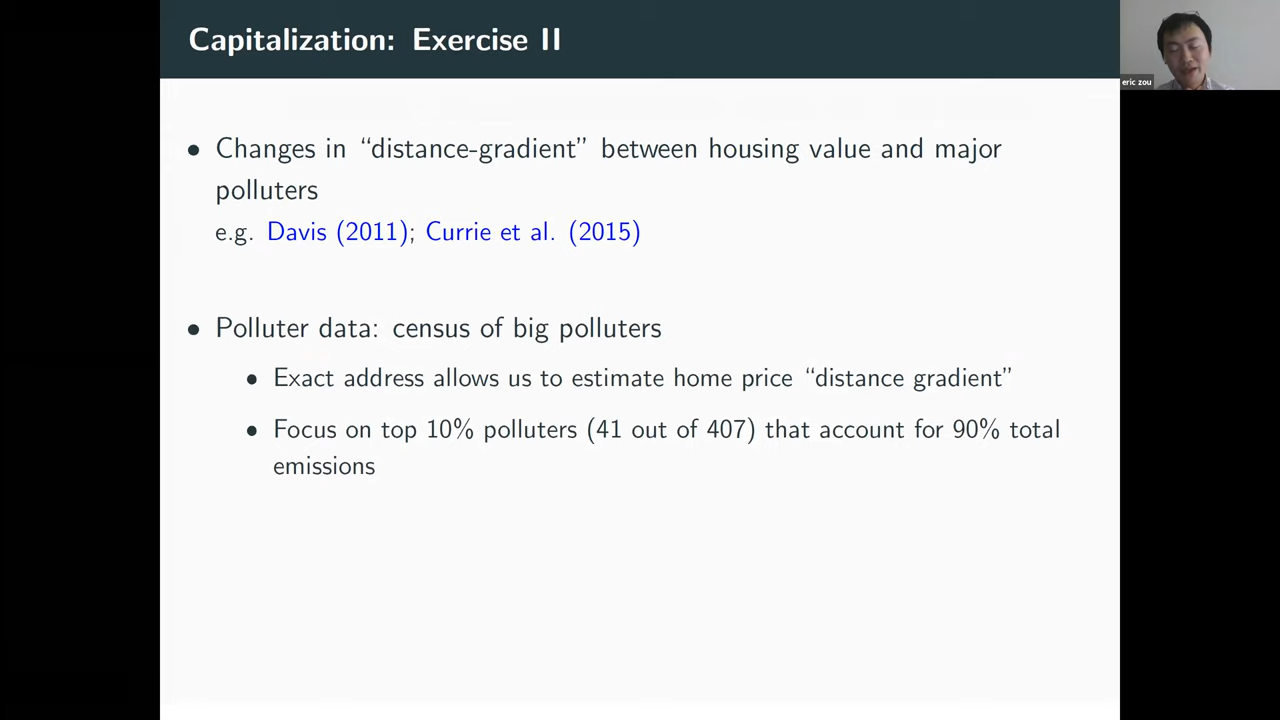 Capitalization: Exercise II
eric zou
• Changes in “distance-gradient” between housing value and major
polluters
e.g. Davis (2011); Currie et al. (2015)
• Polluter data: census of big polluters
• Exact address allows us to estimate home price “distance gradient”
• Focus on top 10% polluters (41 out of 407) that account for 90% total
emissions